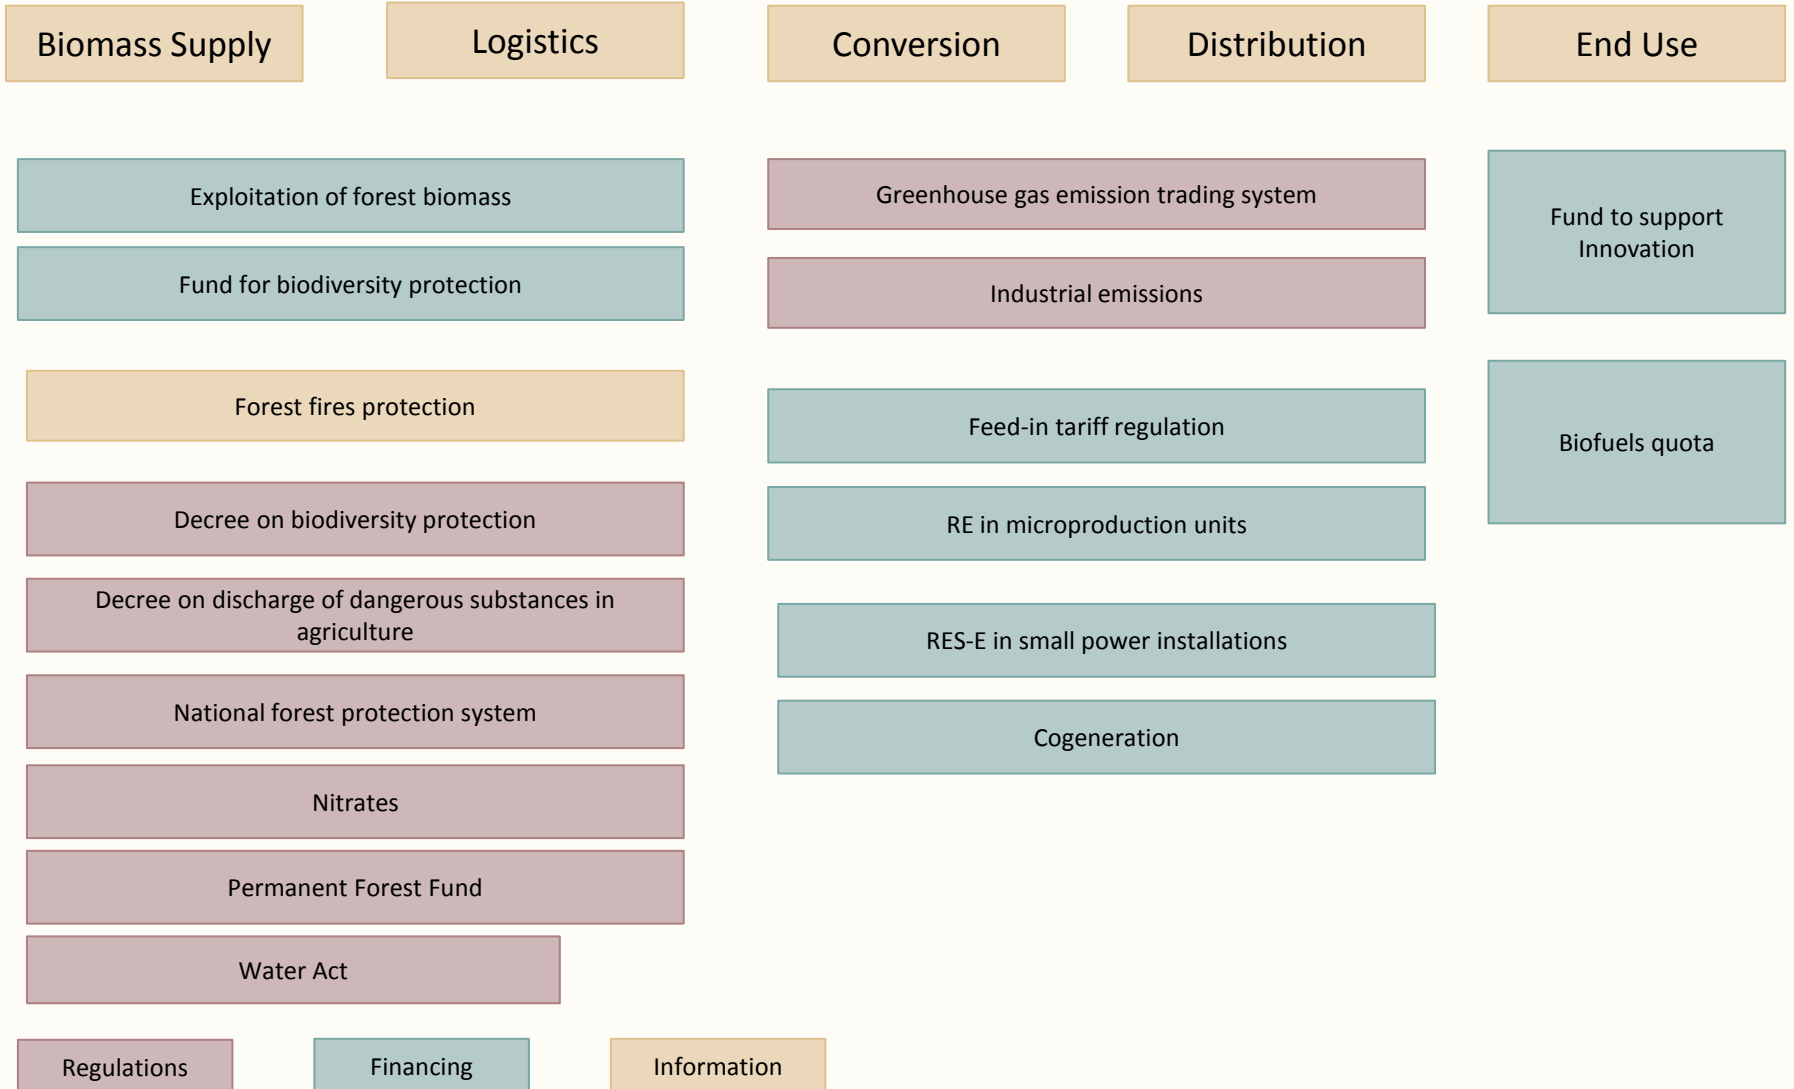 Biomass Supply
Logistics
Conversion
Distribution
End Use
Exploitation of forest biomass
Fund for biodiversity protection
Forest fires protection
Decree on biodiversity protection
Decree on discharge of dangerous substances in
agriculture
National forest protection system
Nitrates
Permanent Forest Fund
Water Act
Greenhouse gas emission trading system
Industrial emissions
Feed-in tariff regulation
RE in microproduction units
RES-E in small power installations
Cogeneration
Fund to support
Innovation
Biofuels quota
Regulations
Financing
Information